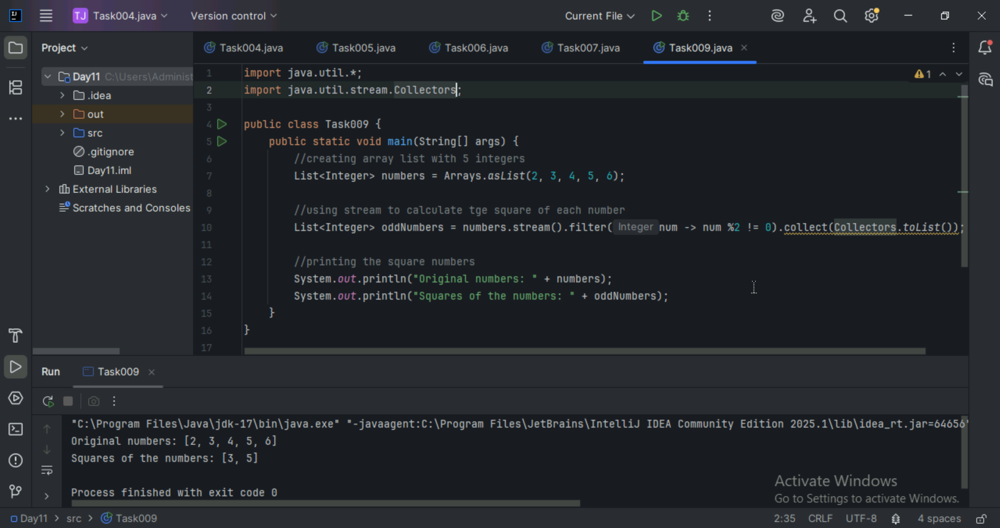 TJ Task004.java Version control Current File
Project
Task004.java Task005.java Task006.java Task007.java Task009.java
Day11 C:\Users\Administ
.idea
out
src
.gitignore
Day11.iml
External Libraries
Scratches and Consoles
1
1 import java.util.*;
2 import java.util.stream.Collectors;
3
4 public class Task009 {
5 public static void main(String[] args) {
6 //creating array list with 5 integers
7 List<Integer> numbers = Arrays.asList(2, 3, 4, 5, 6);
8
9 //using stream to calculate tge square of each number
10 List<Integer> oddNumbers = numbers.stream().filter( Integer num -> num %2 != 0).collect(Collectors.toList());
11
12 //printing the square numbers
13 System.out.println("Original numbers: " + numbers);
14 System.out.println("Squares of the numbers: " + oddNumbers);
15 }
16 }
17
Run Task009
"C:\Program Files\Java\jdk-17\bin\java.exe" "-javaagent:C:\Program Files\JetBrains\IntelliJ IDEA Community Edition 2025.1\lib\idea_rt.jar=64656
Original numbers: [2, 3, 4, 5, 6]
Squares of the numbers: [3, 5]
Process finished with exit code 0
Activate Windows
Go to Settings to activate Windows.
Day11 > src > Task009 2:35 CRLF UTF-8 4 spaces